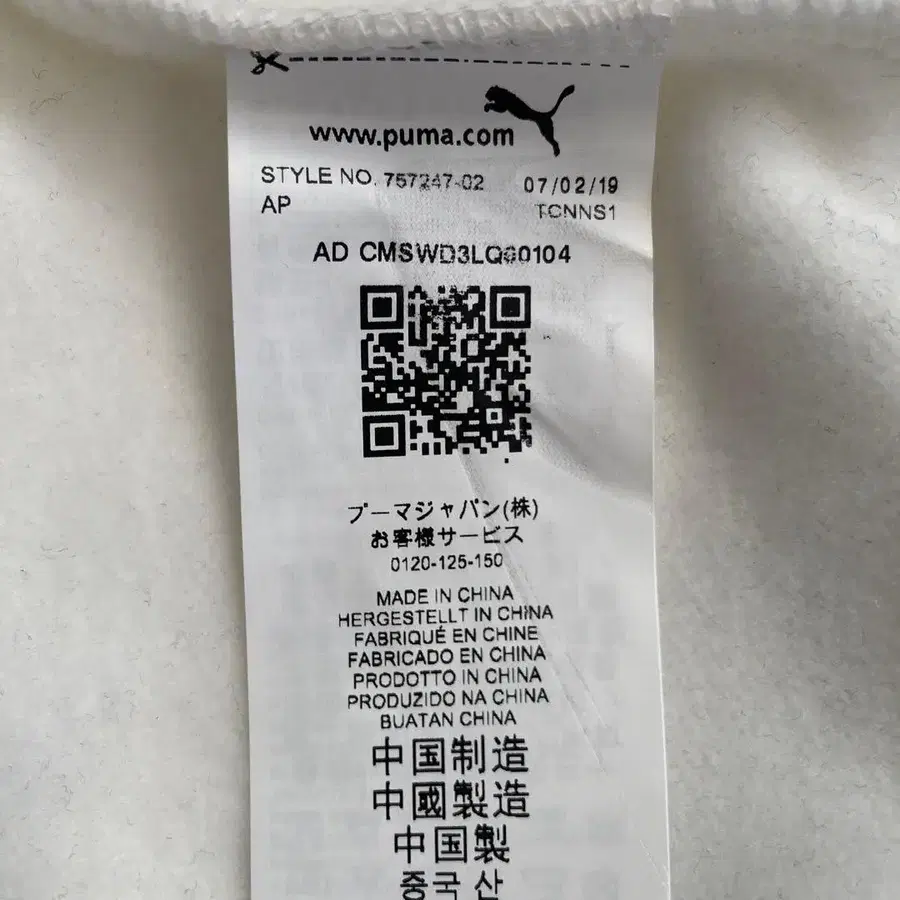 www.puma.com
STYLE NO. 767247-02 07/02/19
AP TCNNS1
AD CMSWD3LQ00104
プーマジャパン(株)
お客様サービス
0120-125-150
MADE IN CHINA
HERGESTELLT IN CHINA
FABRIQUÉ EN CHINE
FABRICADO EN CHINA
PRODOTTO IN CHINA
PRODUZIDO NA CHINA
BUATAN CHINA
中国制造
中國製造
中国製
중국 산